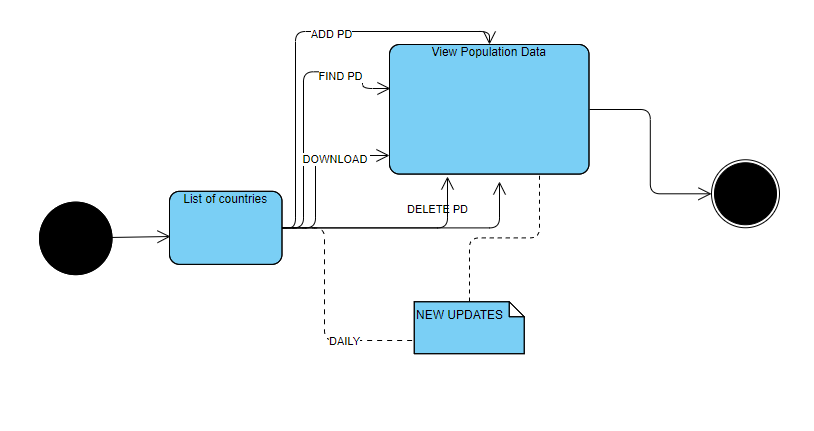 ADD PD
View Population Data
FIND PD
DOWNLOAD
List of countries
DELETE PD
NEW UPDATES
DAILY